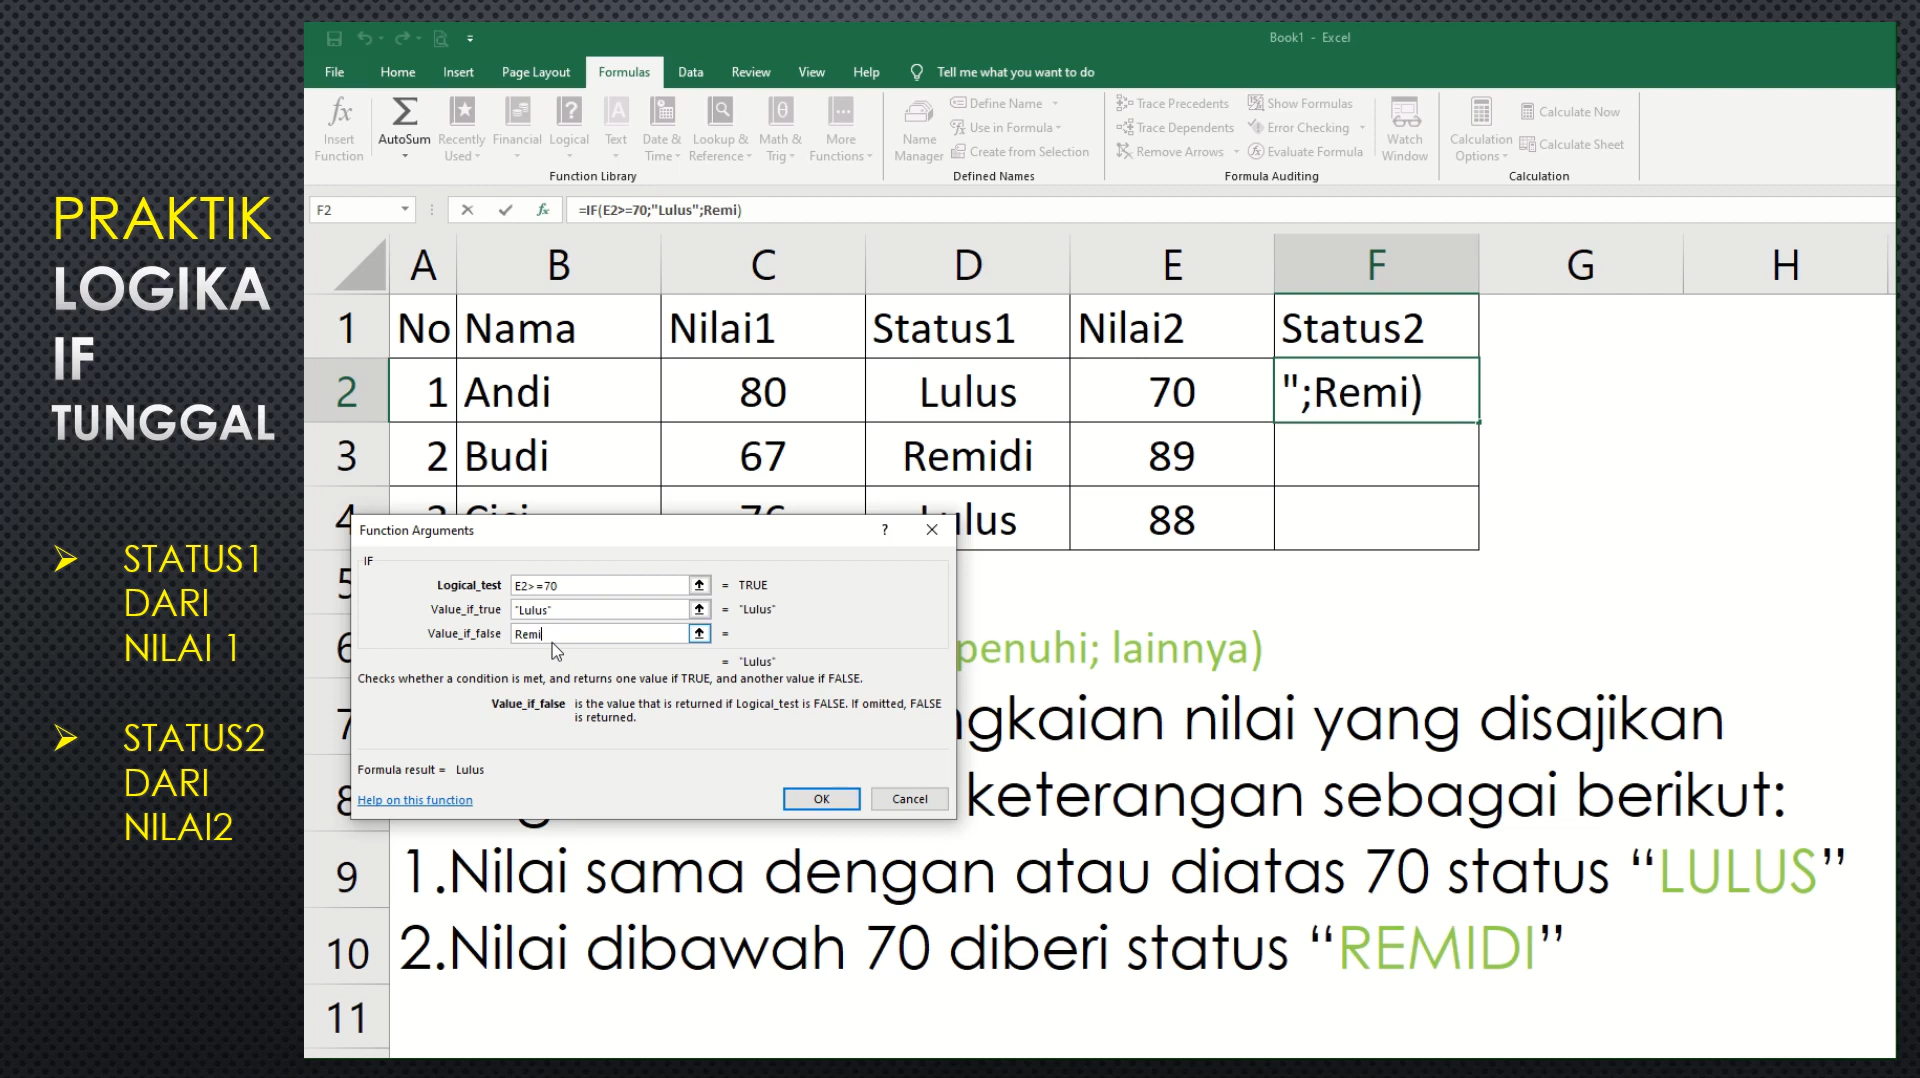 PRAKTIK
LOGIKA
IF
TUNGGAL
STATUS1
DARI
NILAI 1
STATUS2
DARI
NILAI2
Book1 - Excel
File Home Insert Page Layout Formulas Data Review View Help Tell me what you want to do
Insert Function
AutoSum
Recently Used
Financial
Logical
Text
Date & Time
Lookup & Reference
Math & Trig
More Functions
Function Library
Name Manager
Define Name
Use in Formula
Create from Selection
Defined Names
Trace Precedents
Trace Dependents
Remove Arrows
Show Formulas
Error Checking
Evaluate Formula
Formula Auditing
Watch Window
Calculation Options
Calculate Now
Calculate Sheet
Calculation
F2 fx =IF(E2>=70;"Lulus";Remi)
A B C D E F G H
1 No Nama Nilai1 Status1 Nilai2 Status2
2 1 Andi 80 Lulus 70 ";Remi)
3 2 Budi 67 Remidi 89
4 88
Function Arguments ? ×
IF
Logical_test E2>=70 = TRUE
Value_if_true "Lulus" = "Lulus"
Value_if_false Remi =
= "Lulus"
Checks whether a condition is met, and returns one value if TRUE, and another value if FALSE.
Value_if_false is the value that is returned if Logical_test is FALSE. If omitted, FALSE
is returned.
Formula result = Lulus
Help on this function OK Cancel
5
6 penuhi; lainnya)
7 nilai yang disajikan
8 keterangan sebagai berikut:
9 1.Nilai sama dengan atau diatas 70 status “LULUS”
10 2.Nilai dibawah 70 diberi status “REMIDI”
11